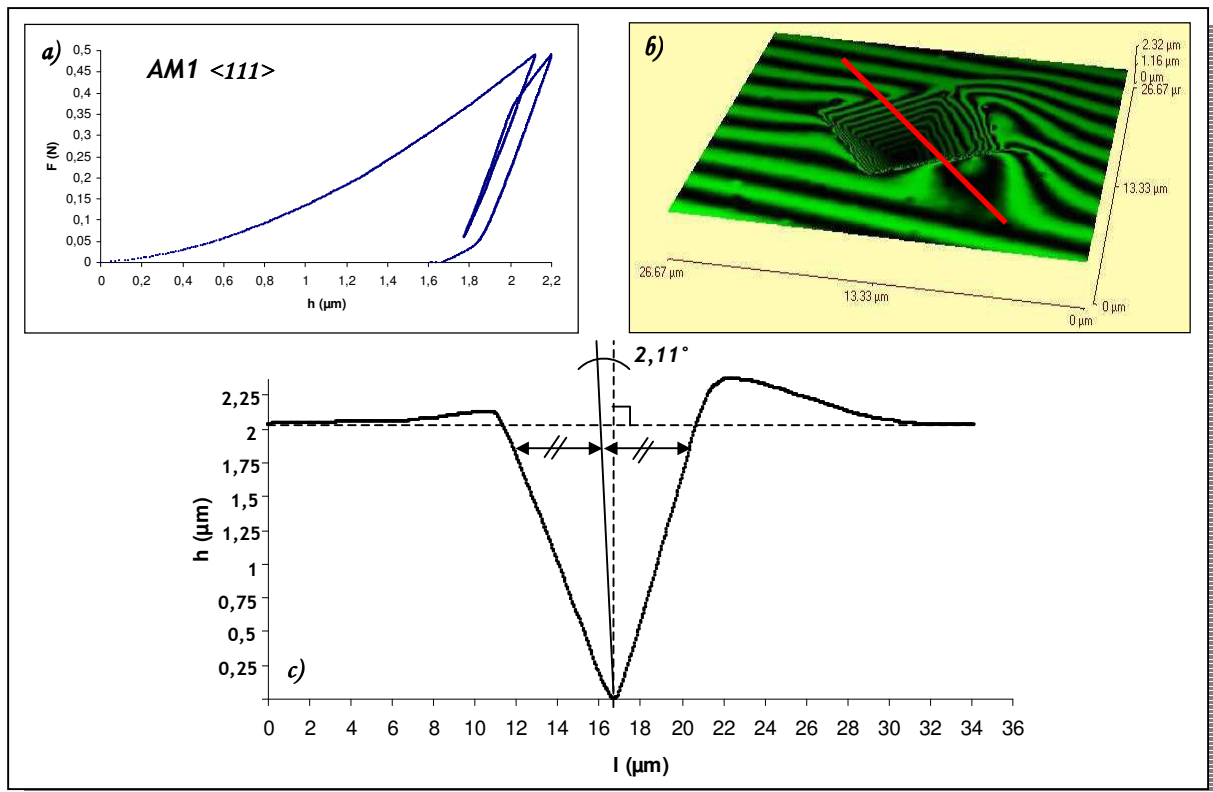 a)
AM1 <111>
F (N)
0,5
0,45
0,4
0,35
0,3
0,25
0,2
0,15
0,1
0,05
0
0 0,2 0,4 0,6 0,8 1 1,2 1,4 1,6 1,8 2 2,2
h (µm)
б)
2.32 µm
1.16 µm
0 µm
26.67 µr
13.33 µm
0 µm
26.67 µm
13.33 µm
0 µm
2,11°
c)
h (µm)
2,25
2
1,75
1,5
1,25
1
0,75
0,5
0,25
0 2 4 6 8 10 12 14 16 18 20 22 24 26 28 30 32 34 36
l (µm)